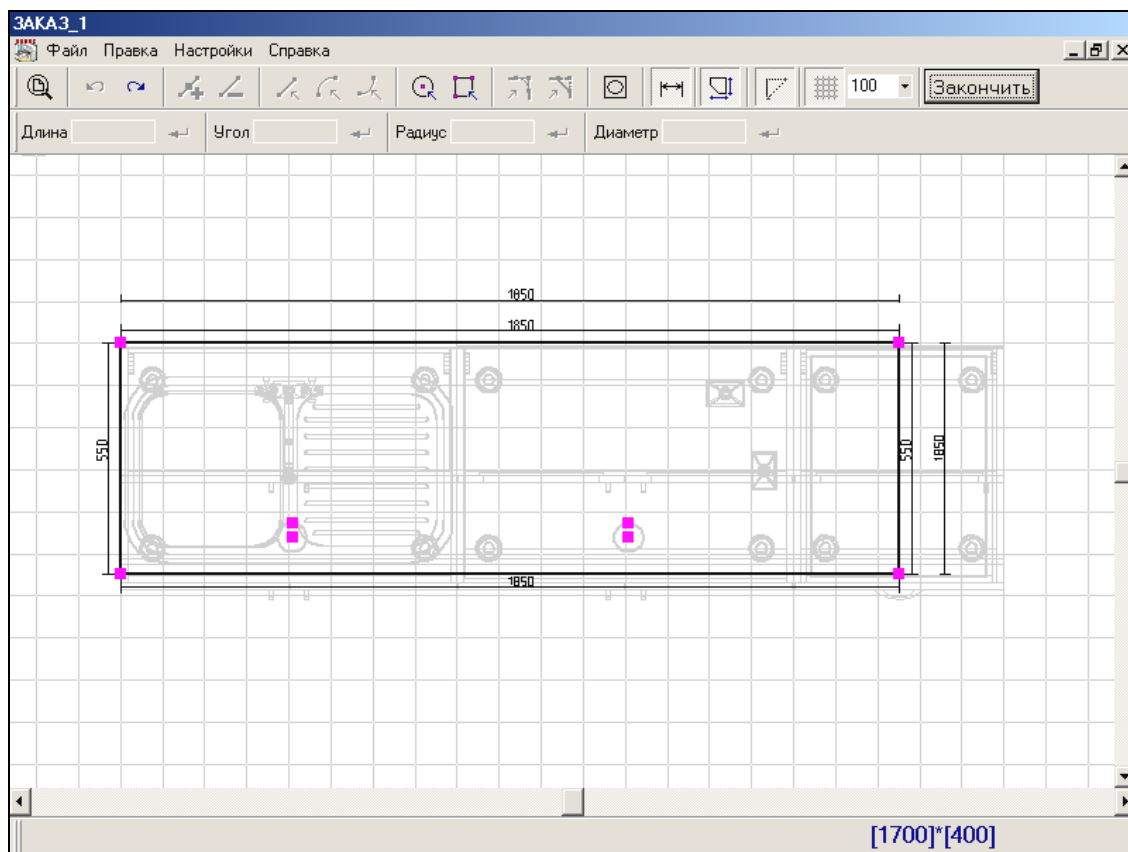 ЗАКАЗ_1
Файл Правка Настройки Справка
100 Закончить
Длина Угол Радиус Диаметр
1850
1850
550 550 1850
1850
[1700]*[400]